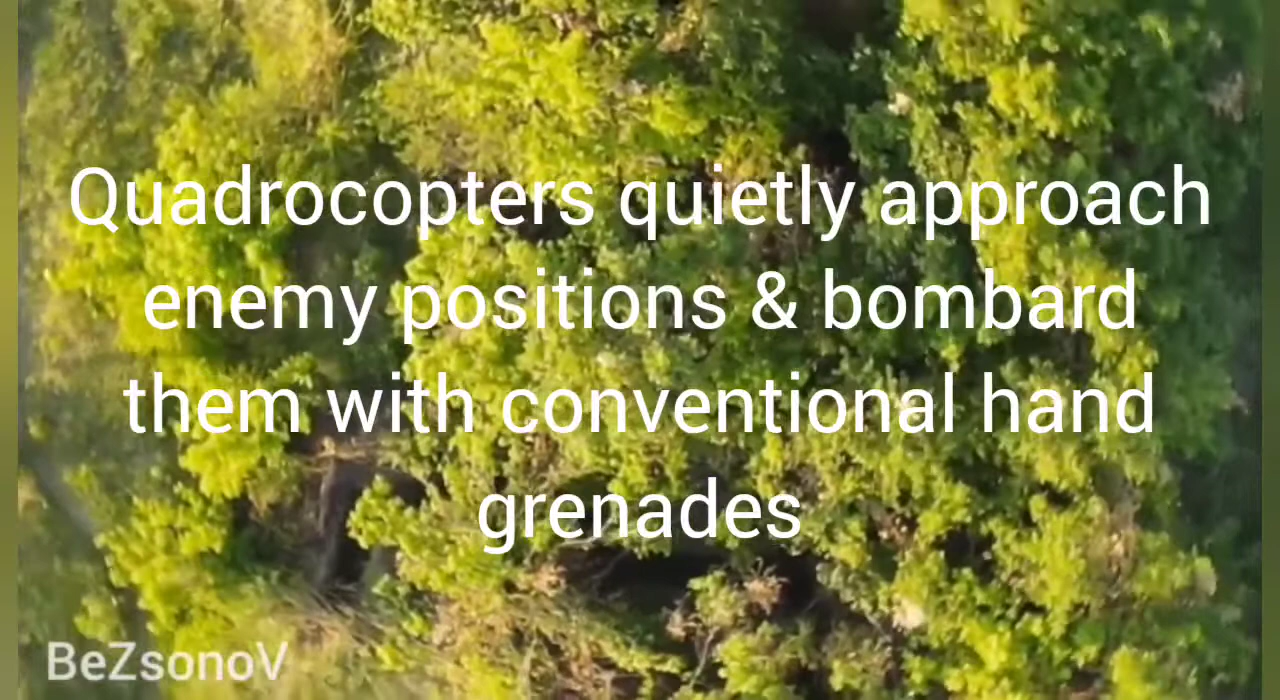 Quadrocopters quietly approach
enemy positions & bombard
them with conventional hand
grenades
BeZsonoV